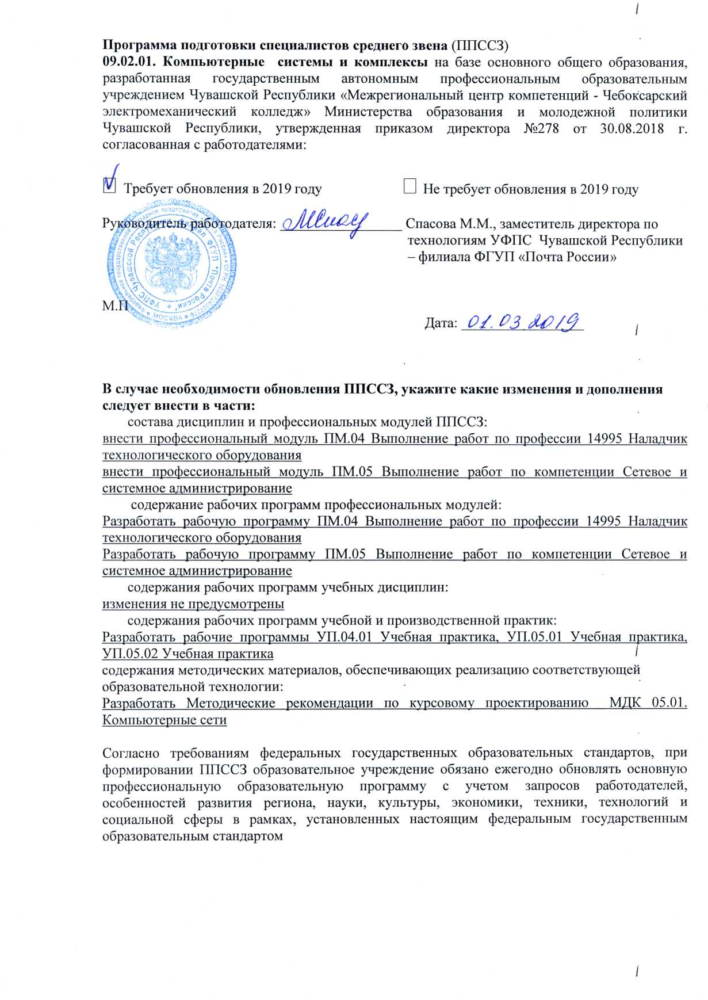 Программа подготовки специалистов среднего звена (ППССЗ)
09.02.01. Компьютерные системы и комплексы на базе основного общего образования,
разработанная государственным автономным профессиональным образовательным
учреждением Чувашской Республики «Межрегиональный центр компетенций - Чебоксарский
электромеханический колледж» Министерства образования и молодежной политики
Чувашской Республики, утвержденная приказом директора №278 от 30.08.2018 г.
согласованная с работодателями:
Требует обновления в 2019 году Не требует обновления в 2019 году
Руководитель работодателя: Спасова М.М., заместитель директора по
технологиям УФПС Чувашской Республики
– филиала ФГУП «Почта России»
УФПС Чувашской Республики филиал ФГУП "Почта России"
МОСКВА
М.П
Дата: 01.03.2019
В случае необходимости обновления ППССЗ, укажите какие изменения и дополнения
следует внести в части:
состава дисциплин и профессиональных модулей ППССЗ:
внести профессиональный модуль ПМ.04 Выполнение работ по профессии 14995 Наладчик
технологического оборудования
внести профессиональный модуль ПМ.05 Выполнение работ по компетенции Сетевое и
системное администрирование
содержание рабочих программ профессиональных модулей:
Разработать рабочую программу ПМ.04 Выполнение работ по профессии 14995 Наладчик
технологического оборудования
Разработать рабочую программу ПМ.05 Выполнение работ по компетенции Сетевое и
системное администрирование
содержания рабочих программ учебных дисциплин:
изменения не предусмотрены
содержания рабочих программ учебной и производственной практик:
Разработать рабочие программы УП.04.01 Учебная практика, УП.05.01 Учебная практика,
УП.05.02 Учебная практика
содержания методических материалов, обеспечивающих реализацию соответствующей
образовательной технологии:
Разработать Методические рекомендации по курсовому проектированию МДК 05.01.
Компьютерные сети
Согласно требованиям федеральных государственных образовательных стандартов, при
формировании ППССЗ образовательное учреждение обязано ежегодно обновлять основную
профессиональную образовательную программу с учетом запросов работодателей,
особенностей развития региона, науки, культуры, экономики, техники, технологий и
социальной сферы в рамках, установленных настоящим федеральным государственным
образовательным стандартом